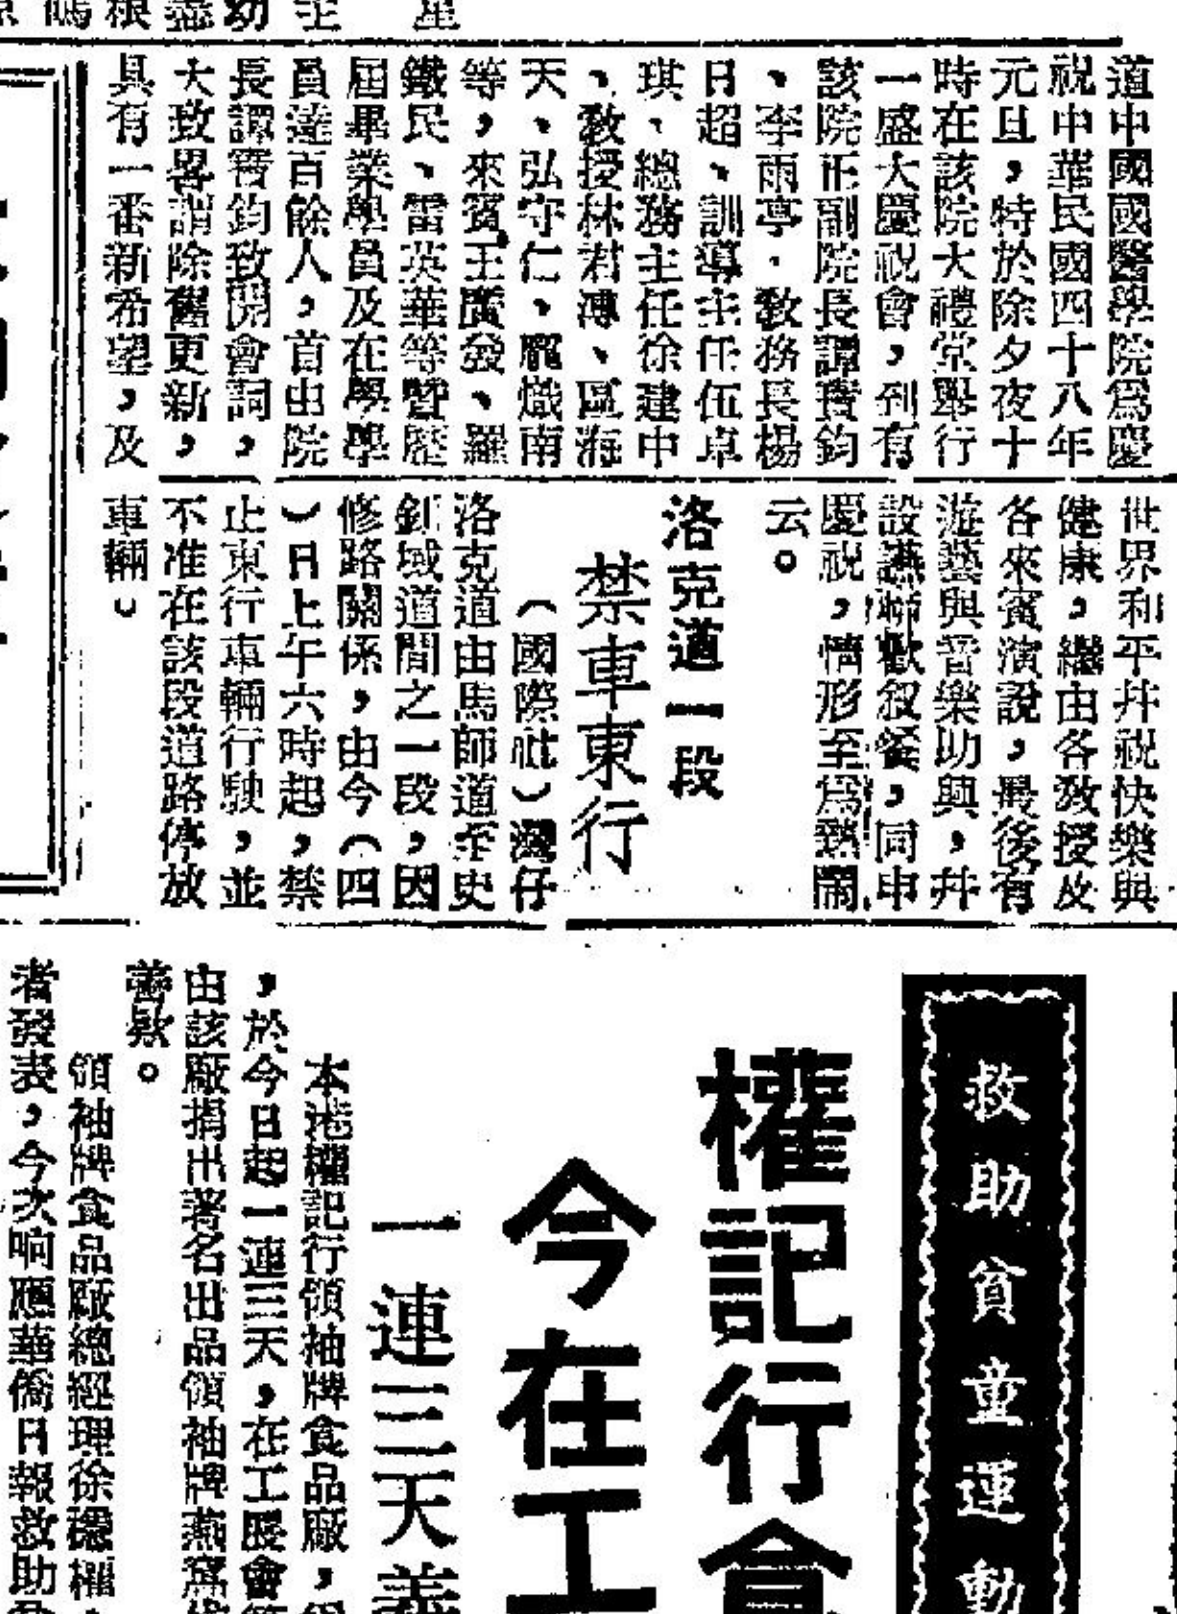 道中國國醫學院爲慶
祝中華民國四十八年
元旦，特於除夕夜十
時在該院大禮堂舉行
一盛大慶祝會，到有
該院正副院長譚寶鈞
、李雨亭・敎務長楊
日超、訓導主任伍卓
琪、總務主任徐建中
、敎授林君溥、區海
天、弘守仁、龐熾南
等，來賓王廣發、羅
鐵民、雷英華等暨歷
屆畢業學員及在學學
員達百餘人，首由院
長譚寶鈞致開會詞，
大致畧謂除舊更新，
具有一番新希望，及
世界和平幷祝快樂與
健康，繼由各敎授及
各來賓演說，最後有
遊藝與音樂助興，幷
設讌聯歡叙餐，同申
慶祝，情形至爲熱鬧
云。
洛克道一段
禁車東行
（國際社）灣仔
洛克道由馬師道至史
釗域道間之一段，因
修路關係，由今（四
）日上午六時起，禁
止東行車輛行駛，並
不准在該段道路停放
車輛。
救助貧童運動
權記行食
今在工
一連三天義
本港權記行領袖牌食品廠，
，於今日起一連三天，在工展會
由該廠捐出著名出品領袖牌燕窩
善欵。
領袖牌食品廠總經理徐穩權，
者發表，今次响應華僑日報救助